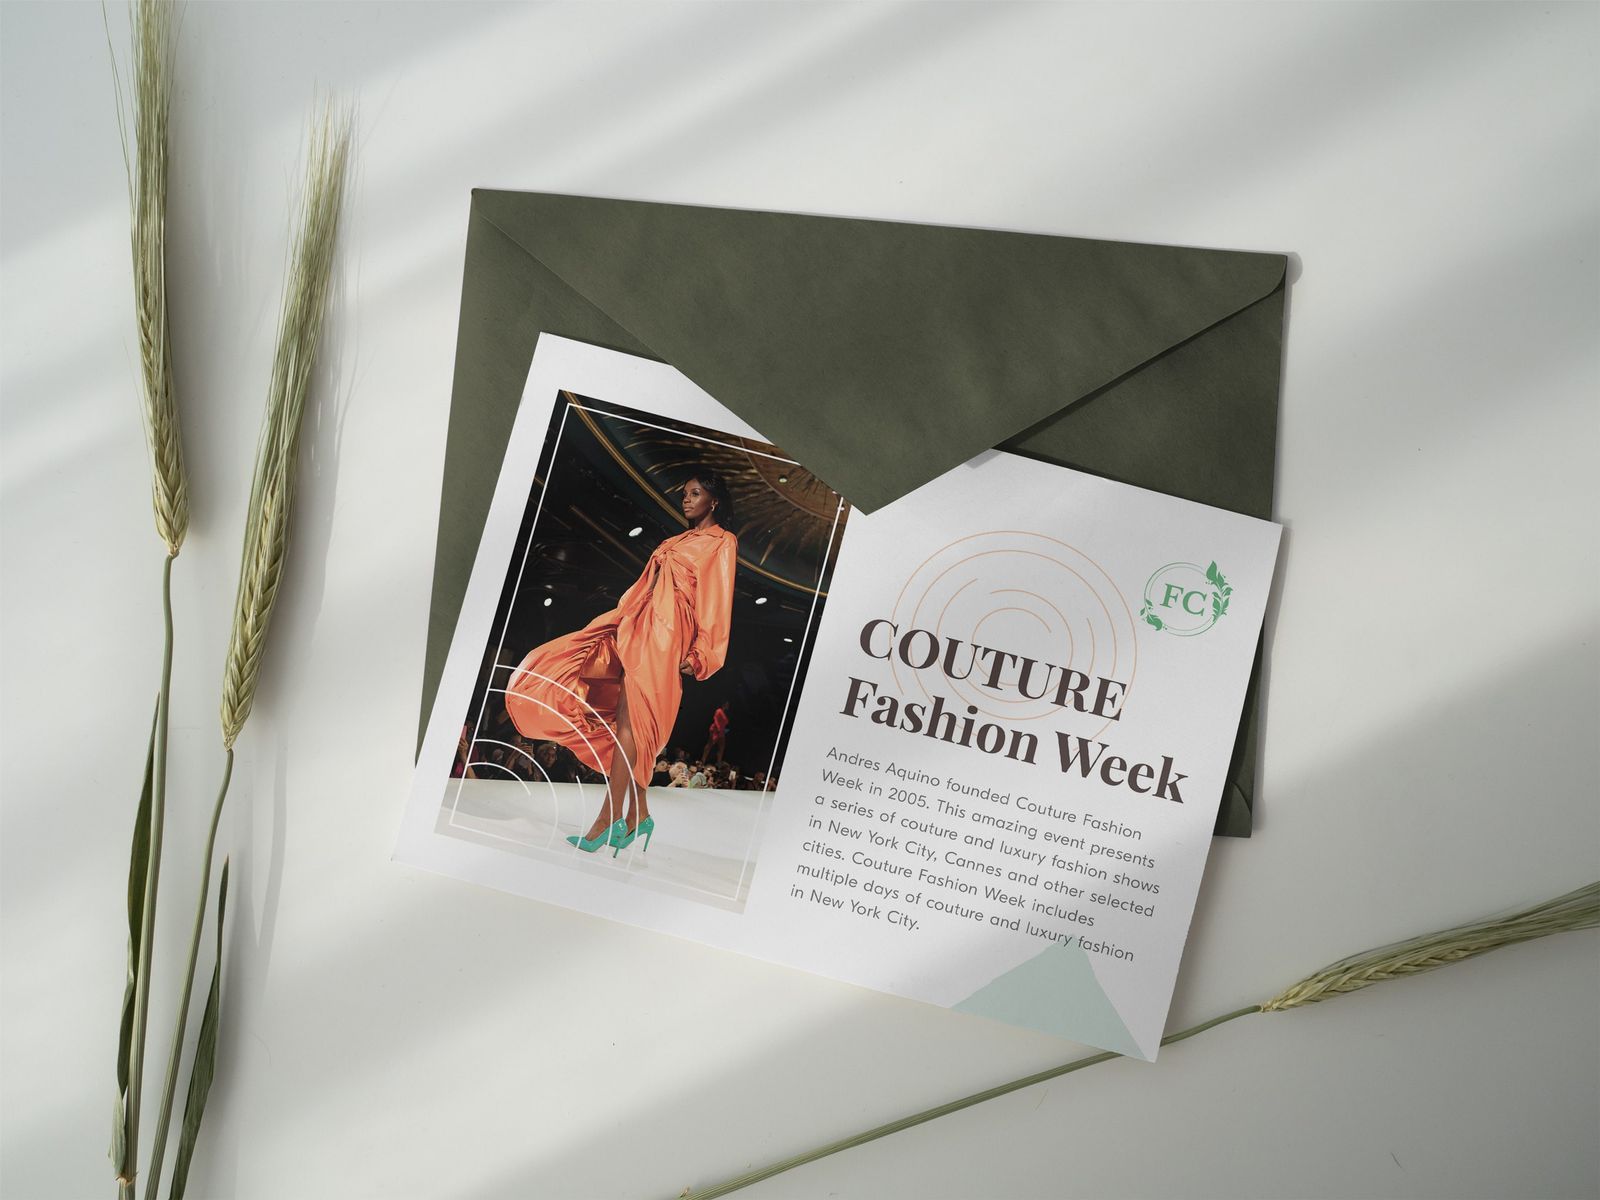 FC
COUTURE
Fashion Week
Andres Aquino founded Couture Fashion
Week in 2005. This amazing event presents
a series of couture and luxury fashion shows
in New York City, Cannes and other selected
cities. Couture Fashion Week includes
multiple days of couture and luxury fashion
in New York City.